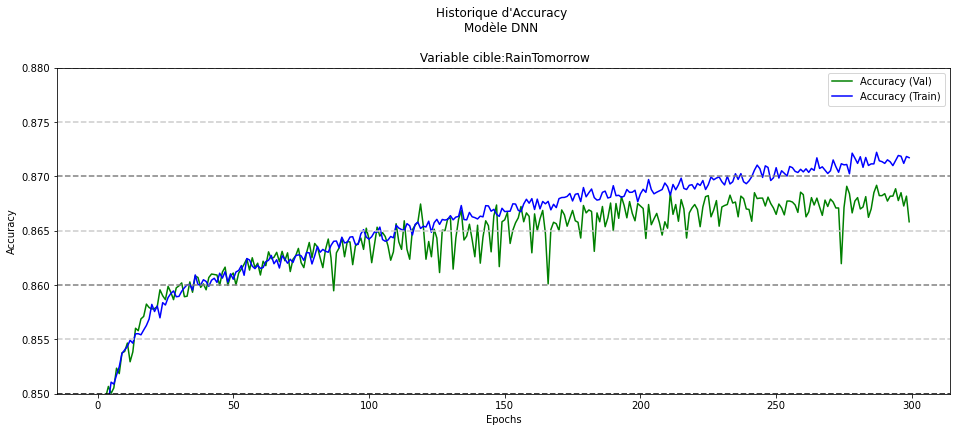 Historique d'Accuracy
Modèle DNN
Variable cible:RainTomorrow
0.880
0.875
0.870
0.865
0.860
0.855
0.850
Accuracy
Accuracy (Val)
Accuracy (Train)
0
50
100
150
200
250
300
Epochs